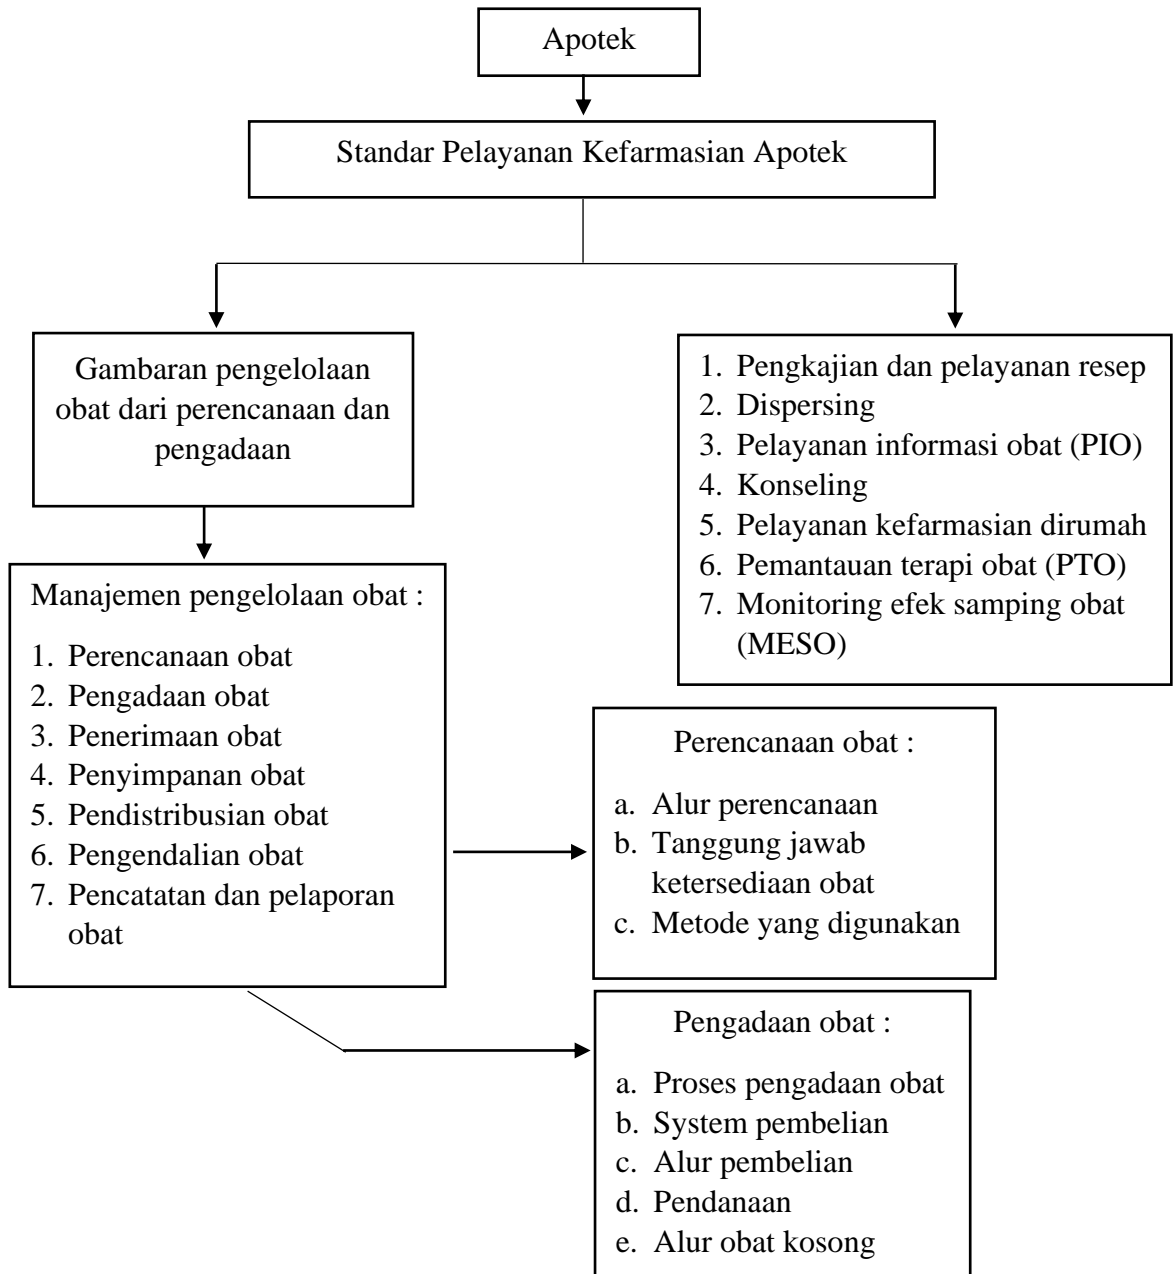 Apotek
Standar Pelayanan Kefarmasian Apotek
Gambaran pengelolaan
obat dari perencanaan dan
pengadaan
1. Pengkajian dan pelayanan resep
2. Dispersing
3. Pelayanan informasi obat (PIO)
4. Konseling
5. Pelayanan kefarmasian dirumah
6. Pemantauan terapi obat (PTO)
7. Monitoring efek samping obat
(MESO)
Manajemen pengelolaan obat :
1. Perencanaan obat
2. Pengadaan obat
3. Penerimaan obat
4. Penyimpanan obat
5. Pendistribusian obat
6. Pengendalian obat
7. Pencatatan dan pelaporan
obat
Perencanaan obat :
a. Alur perencanaan
b. Tanggung jawab
ketersediaan obat
c. Metode yang digunakan
Pengadaan obat :
a. Proses pengadaan obat
b. System pembelian
c. Alur pembelian
d. Pendanaan
e. Alur obat kosong